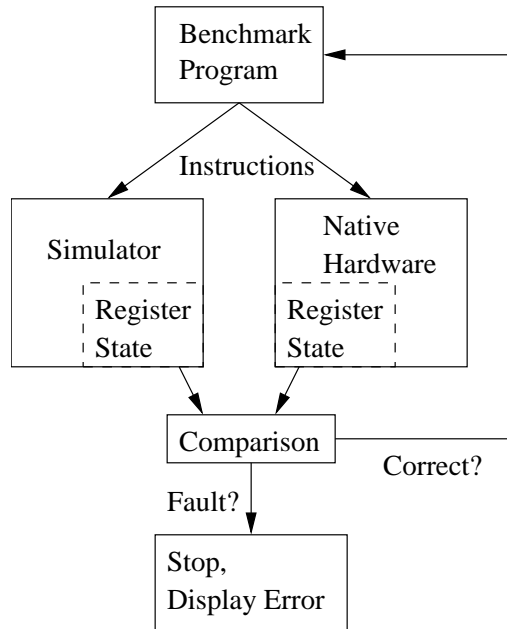 Benchmark
Program
Instructions
Simulator
Register
State
Native
Hardware
Register
State
Comparison
Correct?
Fault?
Stop,
Display Error